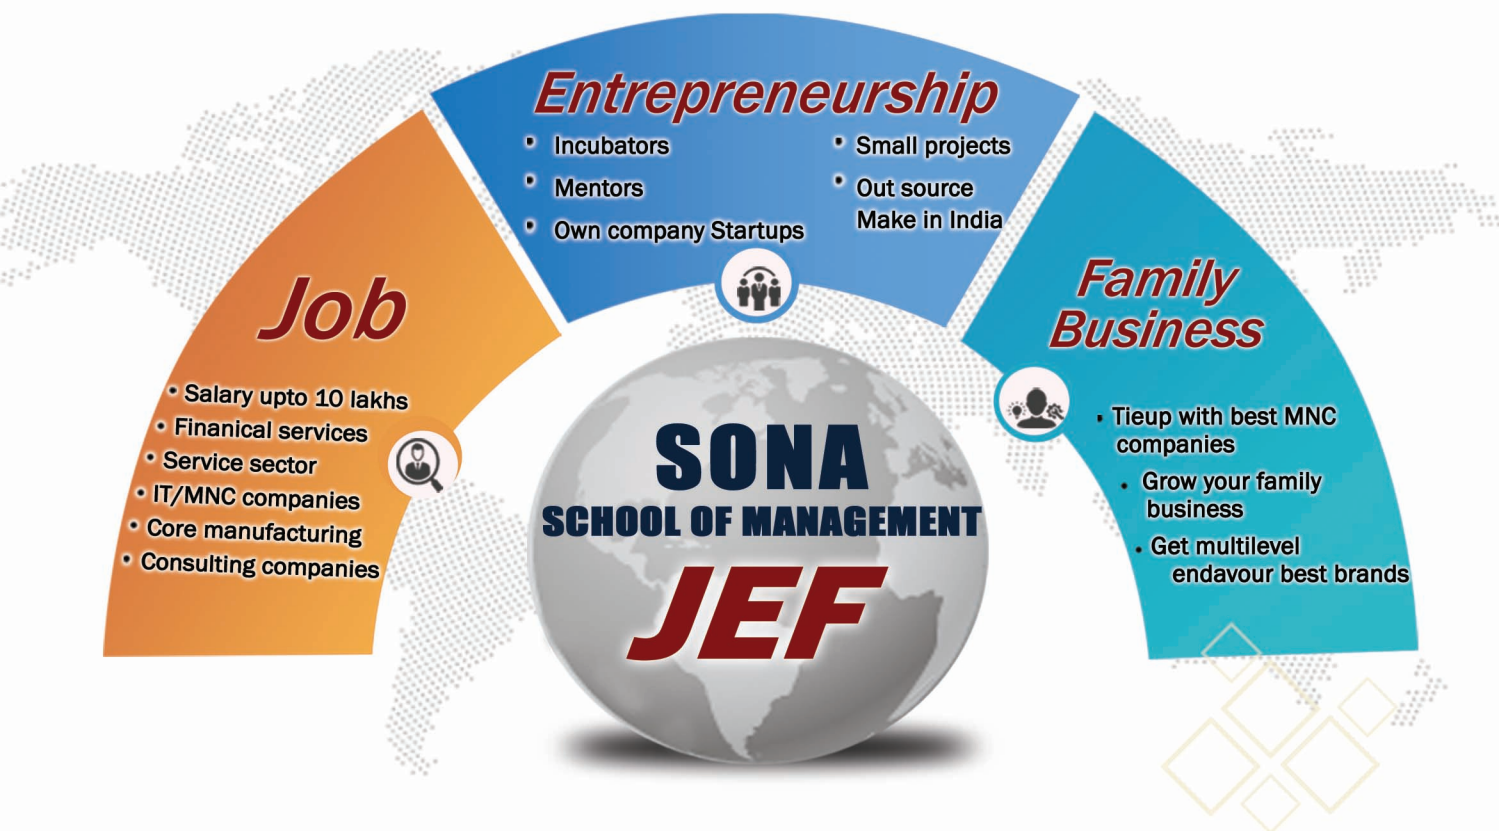 Entrepreneurship
Incubators
Mentors
Own company Startups
Small projects
Out source
Make in India
Job
Salary upto 10 lakhs
Finanical services
Service sector
IT/MNC companies
Core manufacturing
Consulting companies
Family
Business
Tieup with best MNC
companies
Grow your family
business
Get multilevel
endavour best brands
SONA
SCHOOL OF MANAGEMENT
JEF